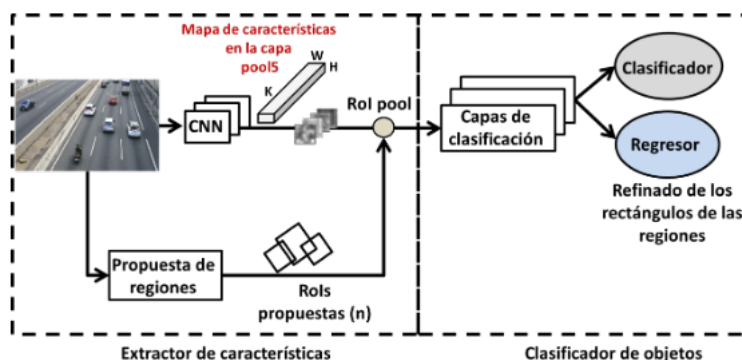 Mapa de características
en la capa
pool5
W
H
K
CNN
RoI pool
Capas de
clasificación
Clasificador
Regresor
Refinado de los
rectángulos de las
regiones
Propuesta de
regiones
RoIs
propuestas (n)
Extractor de características
Clasificador de objetos